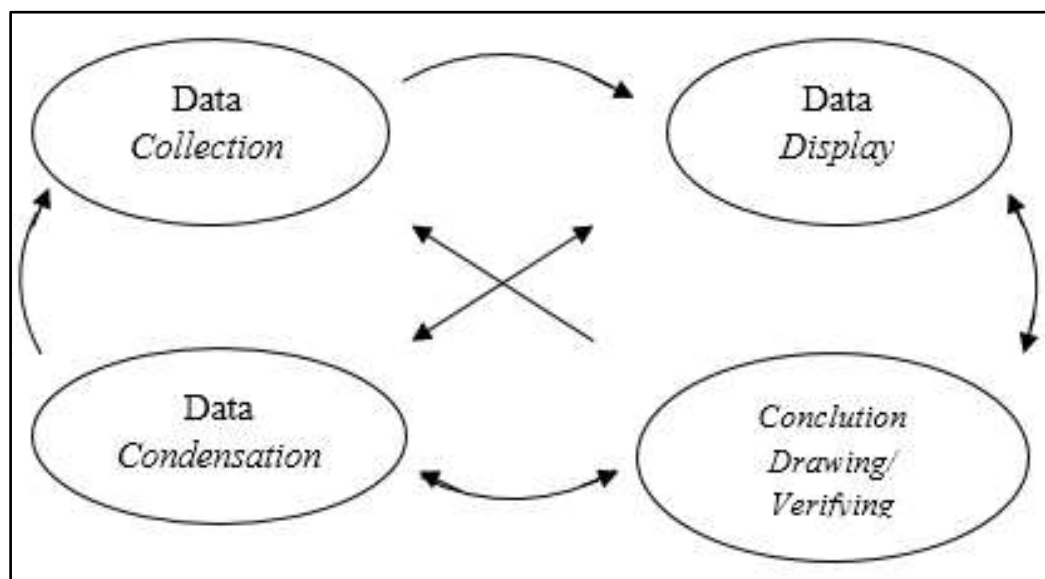 Data
Collection
Data
Display
Data
Condensation
Conclution
Drawing/
Verifying